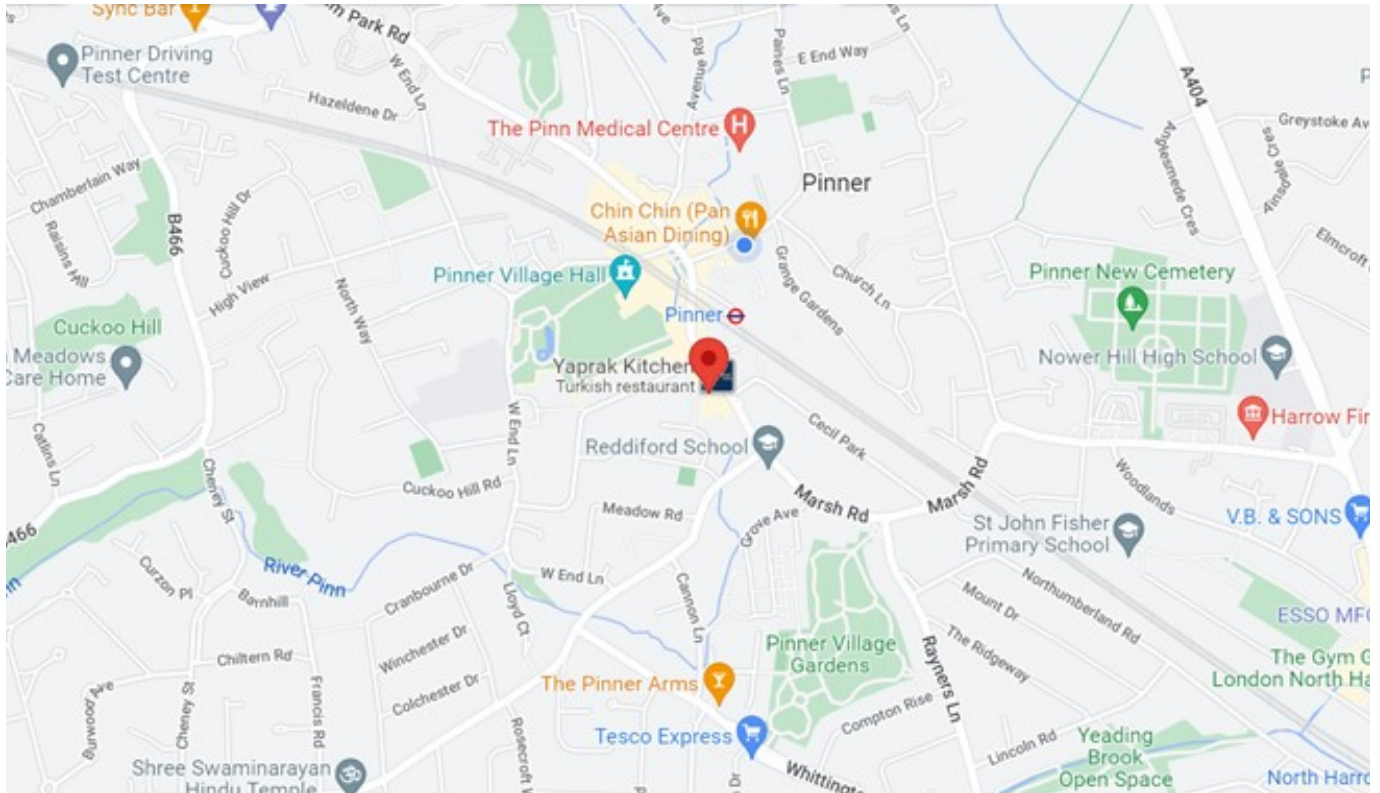 Sync Bar
Pinner Driving
Test Centre
Park Rd
W End Ln
Avenue Rd
Paines Ln
E End Way
A404
Hazeldene Dr
The Pinn Medical Centre
H
Greystoke Av
Anglesmede Cres
Ainsdale Cres
Chamberlain Way
Pinner
B466
Cuckoo Hill Dr
Raisins Hill
Chin Chin (Pan
Asian Dining)
Elmcroft
Pinner Village Hall
Grange Gardens
Church Ln
Pinner New Cemetery
High View
North Way
Pinner
Cuckoo Hill
Meadows
Care Home
Nower Hill High School
Yaprak Kitchen
Turkish restaurant
W End Ln
Catlins Ln
Cecil Park
Harrow Fir
Reddiford School
Cheney St
Cuckoo Hill Rd
Marsh Rd
Marsh Rd
Woodlands
Meadow Rd
Grove Ave
V.B. & SONS
St John Fisher
Primary School
466
River Pinn
Curzon Pl
Barnhill
Cranbourne Dr
W End Ln
Lloyd Ct
Cannon Ln
Northumberland Rd
Mount Dr
ESSO MFG
Winchester Dr
The Ridgeway
Pinner Village
Gardens
Rayners Ln
Chiltern Rd
The Gym G
London North Ha
The Pinner Arms
Colchester Dr
Francis Rd
Cheney St
Burwood Ave
Compton Rise
Tesco Express
Lincoln Rd
Yeading
Brook
Open Space
Shree Swaminarayan
Hindu Temple
Whittington
North Harro